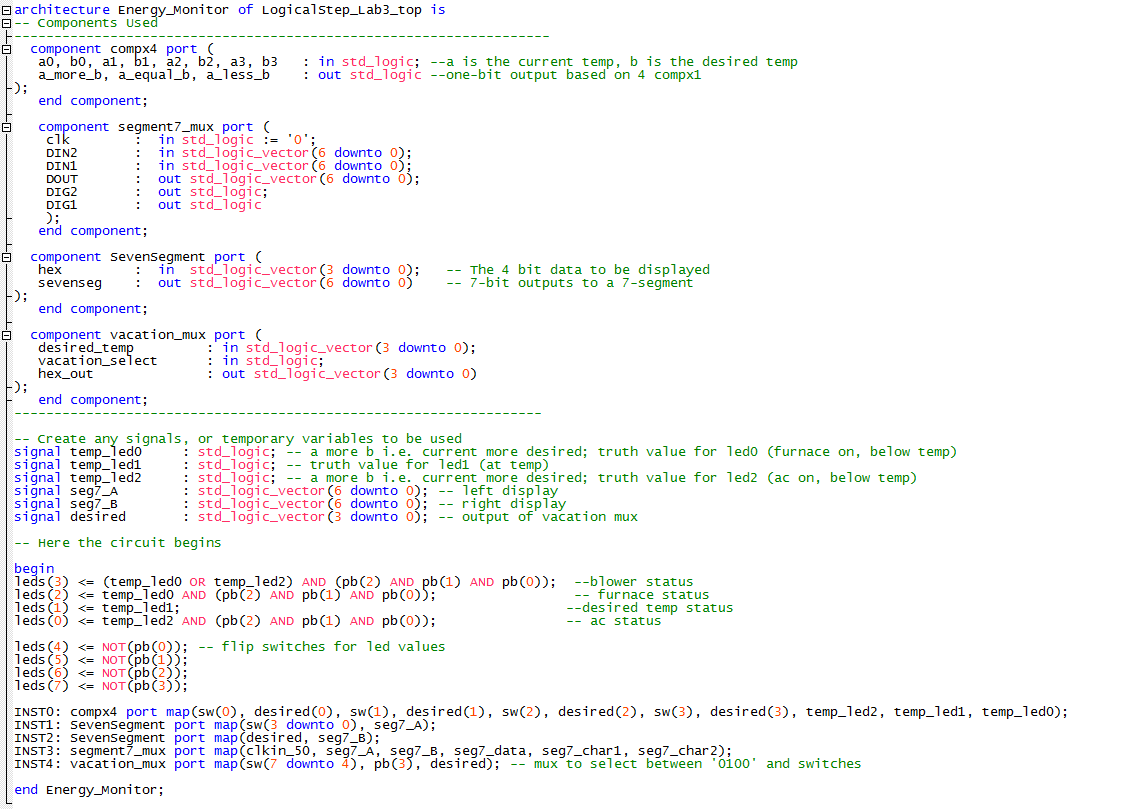 architecture Energy_Monitor of LogicalStep_Lab3_top is
-- Components Used
-------------------------------------------------------------------
component compx4 port (
a0, b0, a1, b1, a2, b2, a3, b3 : in std_logic; --a is the current temp, b is the desired temp
a_more_b, a_equal_b, a_less_b : out std_logic --one-bit output based on 4 compx1
);
end component;
component segment7_mux port (
clk : in std_logic := '0';
DIN2 : in std_logic_vector(6 downto 0);
DIN1 : in std_logic_vector(6 downto 0);
DOUT : out std_logic_vector(6 downto 0);
DIG2 : out std_logic;
DIG1 : out std_logic
);
end component;
component SevenSegment port (
hex : in std_logic_vector(3 downto 0); -- The 4 bit data to be displayed
sevenseg : out std_logic_vector(6 downto 0) -- 7-bit outputs to a 7-segment
);
end component;
component vacation_mux port (
desired_temp : in std_logic_vector(3 downto 0);
vacation_select : in std_logic;
hex_out : out std_logic_vector(3 downto 0)
);
end component;
------------------------------------------------------------------
-- Create any signals, or temporary variables to be used
signal temp_led0 : std_logic; -- a more b i.e. current more desired; truth value for led0 (furnace on, below temp)
signal temp_led1 : std_logic; -- truth value for led1 (at temp)
signal temp_led2 : std_logic; -- a more b i.e. current more desired; truth value for led2 (ac on, below temp)
signal seg7_A : std_logic_vector(6 downto 0); -- left display
signal seg7_B : std_logic_vector(6 downto 0); -- right display
signal desired : std_logic_vector(3 downto 0); -- output of vacation mux
-- Here the circuit begins
begin
leds(3) <= (temp_led0 OR temp_led2) AND (pb(2) AND pb(1) AND pb(0)); --blower status
leds(2) <= temp_led0 AND (pb(2) AND pb(1) AND pb(0)); -- furnace status
leds(1) <= temp_led1; --desired temp status
leds(0) <= temp_led2 AND (pb(2) AND pb(1) AND pb(0)); -- ac status
leds(4) <= NOT(pb(0)); -- flip switches for led values
leds(5) <= NOT(pb(1));
leds(6) <= NOT(pb(2));
leds(7) <= NOT(pb(3));
INST0: compx4 port map(sw(0), desired(0), sw(1), desired(1), sw(2), desired(2), sw(3), desired(3), temp_led2, temp_led1, temp_led0);
INST1: SevenSegment port map(sw(3 downto 0), seg7_A);
INST2: SevenSegment port map(desired, seg7_B);
INST3: segment7_mux port map(clkin_50, seg7_A, seg7_B, seg7_data, seg7_char1, seg7_char2);
INST4: vacation_mux port map(sw(7 downto 4), pb(3), desired); -- mux to select between '0100' and switches
end Energy_Monitor;